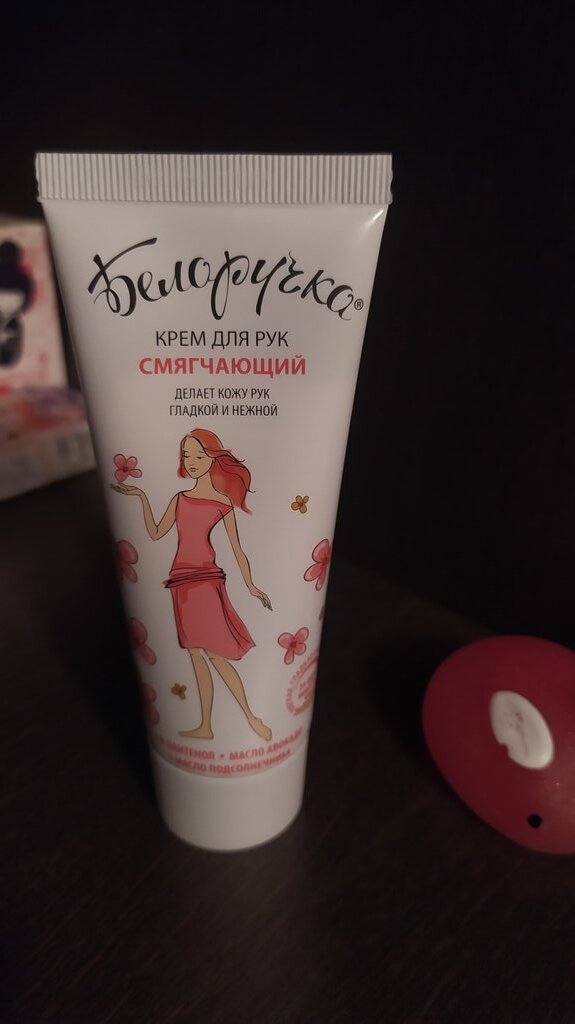 Белоручка®
КРЕМ ДЛЯ РУК
СМЯГЧАЮЩИЙ
ДЕЛАЕТ КОЖУ РУК
ГЛАДКОЙ И НЕЖНОЙ
ПАНТЕНОЛ • МАСЛО АВОКАДО
МАСЛО ПОДСОЛНЕЧНИКА